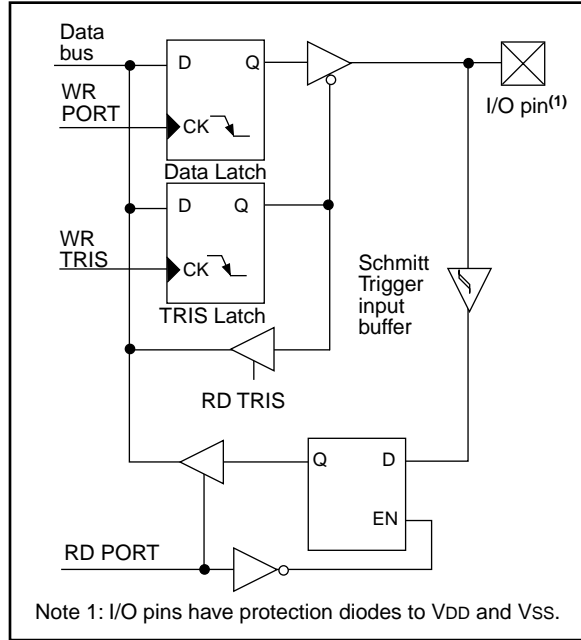 Data
bus
D Q
WR
PORT
CK
I/O pin(1)
Data Latch
D Q
WR
TRIS
CK
TRIS Latch
Schmitt
Trigger
input
buffer
RD TRIS
Q D
EN
RD PORT
Note 1: I/O pins have protection diodes to VDD and VSS.